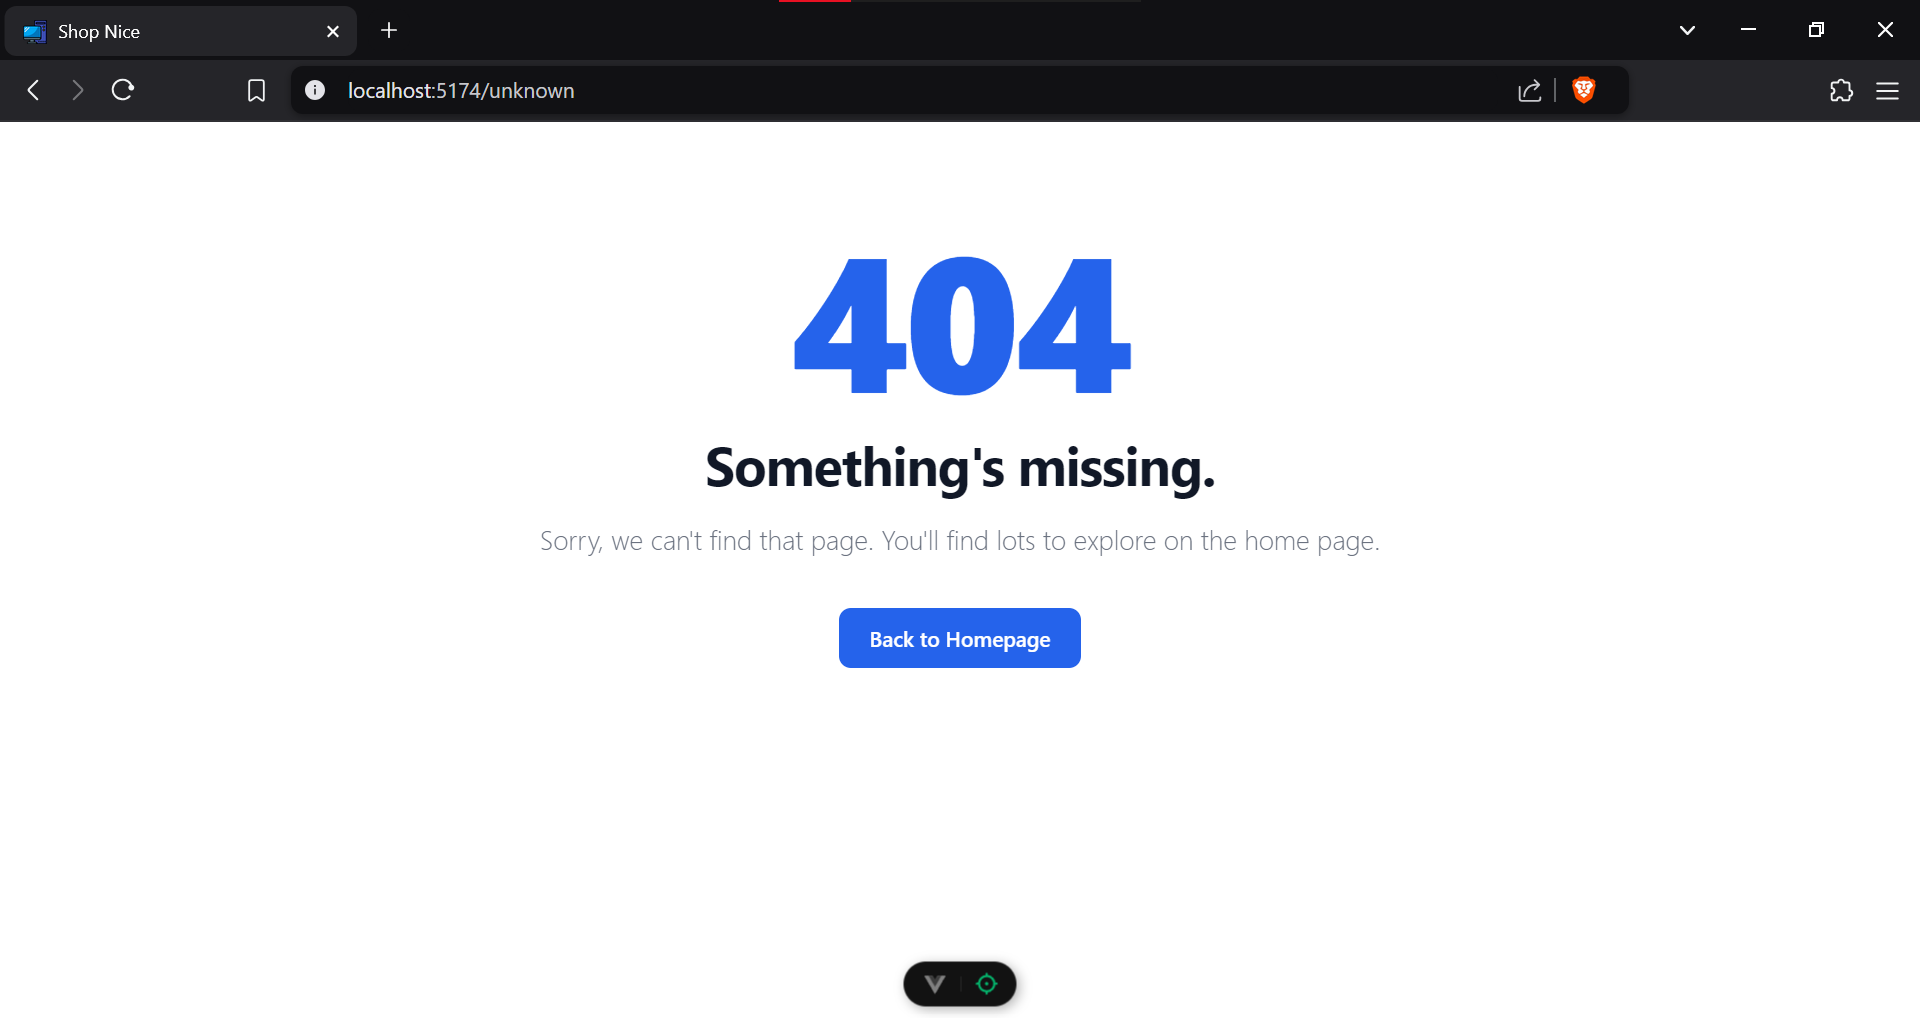 Shop Nice
localhost:5174/unknown
404
Something's missing.
Sorry, we can't find that page. You'll find lots to explore on the home page.
Back to Homepage